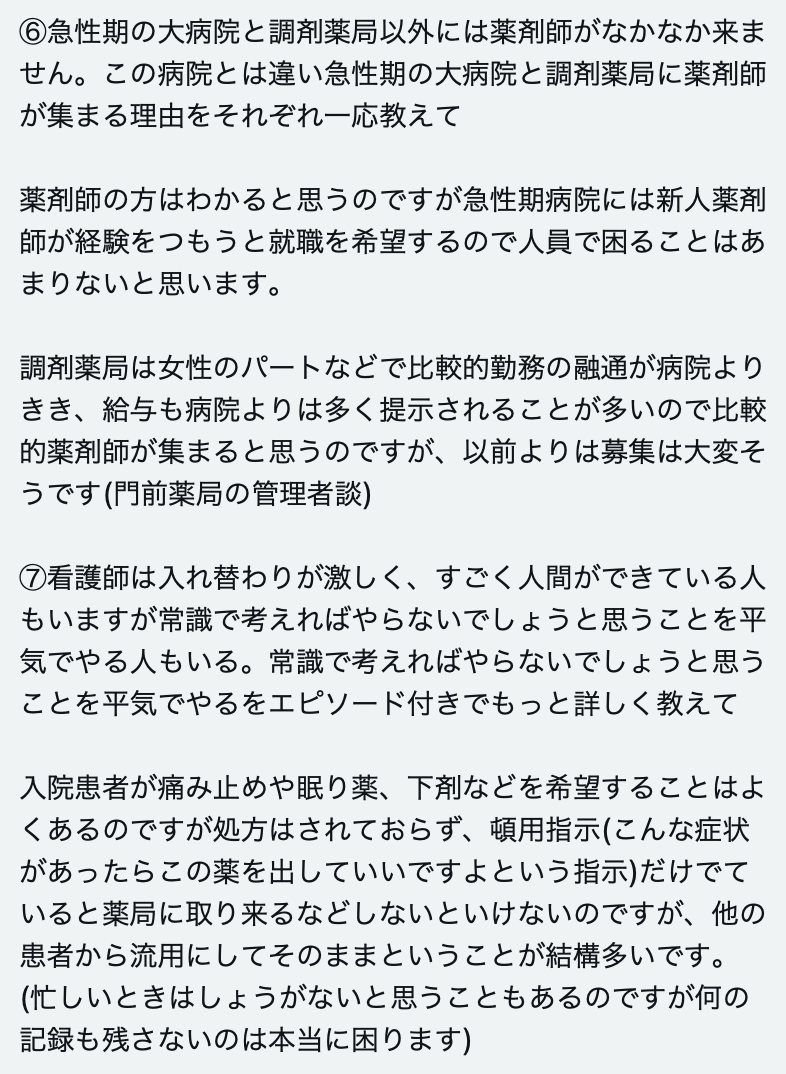 ⑥急性期の大病院と調剤薬局以外には薬剤師がなかなか来ま
せん。この病院とは違い急性期の大病院と調剤薬局に薬剤師
が集まる理由をそれぞれ一応教えて
薬剤師の方はわかると思うのですが急性期病院には新人薬剤
師が経験をつもうと就職を希望するので人員で困ることはあ
まりないと思います。
調剤薬局は女性のパートなどで比較的勤務の融通が病院より
きき、給与も病院よりは多く提示されることが多いので比較
的薬剤師が集まると思うのですが、以前よりは募集は大変そ
うです(門前薬局の管理者談)
⑦看護師は入れ替わりが激しく、すごく人間ができている人
もいますが常識で考えればやらないでしょうと思うことを平
気でやる人もいる。常識で考えればやらないでしょうと思う
ことを平気でやるをエピソード付きでもっと詳しく教えて
入院患者が痛み止めや眠り薬、下剤などを希望することはよ
くあるのですが処方はされておらず、頓用指示(こんな症状
があったらこの薬を出していいですよという指示)だけでて
いると薬局に取り来るなどしないといけないのですが、他の
患者から流用にしてそのままということが結構多いです。
(忙しいときはしょうがないと思うこともあるのですが何の
記録も残さないのは本当に困ります)